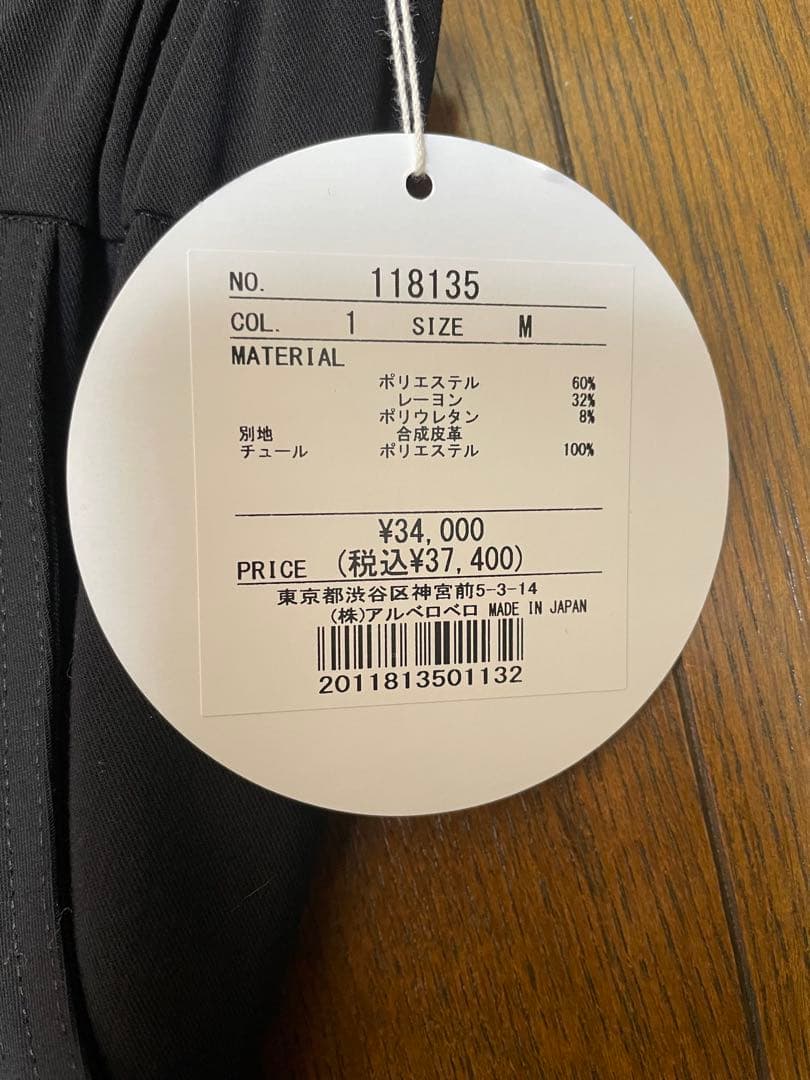 NO. 118135
COL. 1 SIZE M
MATERIAL
ポリエステル 60%
レーヨン 32%
ポリウレタン 8%
別地 合成皮革
チュール ポリエステル 100%
¥34,000
PRICE (税込¥37,400)
東京都渋谷区神宮前5-3-14
(株)アルベロベロ MADE IN JAPAN
2011813501132